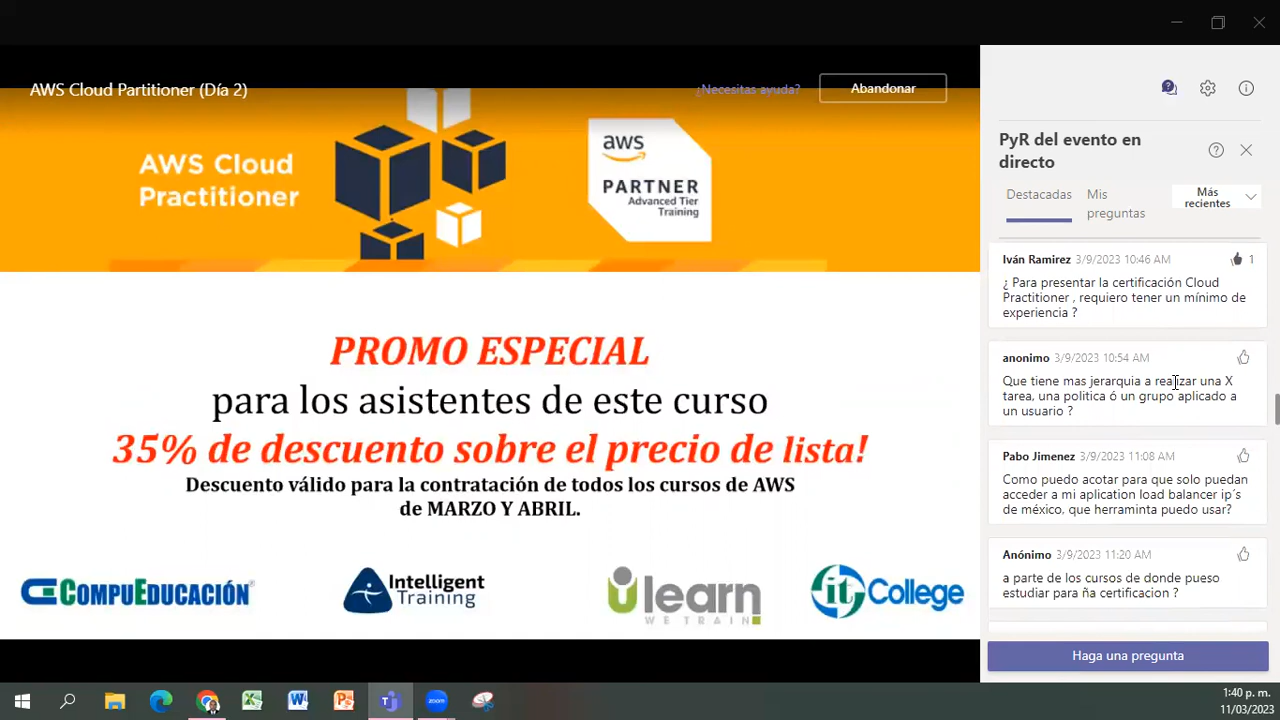 AWS Cloud Partitioner (Día 2)
¿Necesitas ayuda?
Abandonar
AWS Cloud
Practitioner
aws
PARTNER
Advanced Tier
Training
PROMO ESPECIAL
para los asistentes de este curso
35% de descuento sobre el precio de lista!
Descuento válido para la contratación de todos los cursos de AWS
de MARZO Y ABRIL.
COMPUEDUCACIÓN
Intelligent
Training
Ulearn
WE TRAIN
it College
PyR del evento en
directo
Destacadas
Mis
preguntas
Más
recientes
Iván Ramirez 3/9/2023 10:46 AM
1
¿ Para presentar la certificación Cloud
Practitioner , requiero tener un mínimo de
experiencia ?
anonimo 3/9/2023 10:54 AM
Que tiene mas jerarquia a realizar una X
tarea, una politica ó un grupo aplicado a
un usuario ?
Pabo Jimenez 3/9/2023 11:08 AM
Como puedo acotar para que solo puedan
acceder a mi aplication load balancer ip´s
de méxico, que herraminta puedo usar?
Anónimo 3/9/2023 11:20 AM
a parte de los cursos de donde pueso
estudiar para ña certificacion ?
Haga una pregunta
zoom
1:40 p. m.
11/03/2023